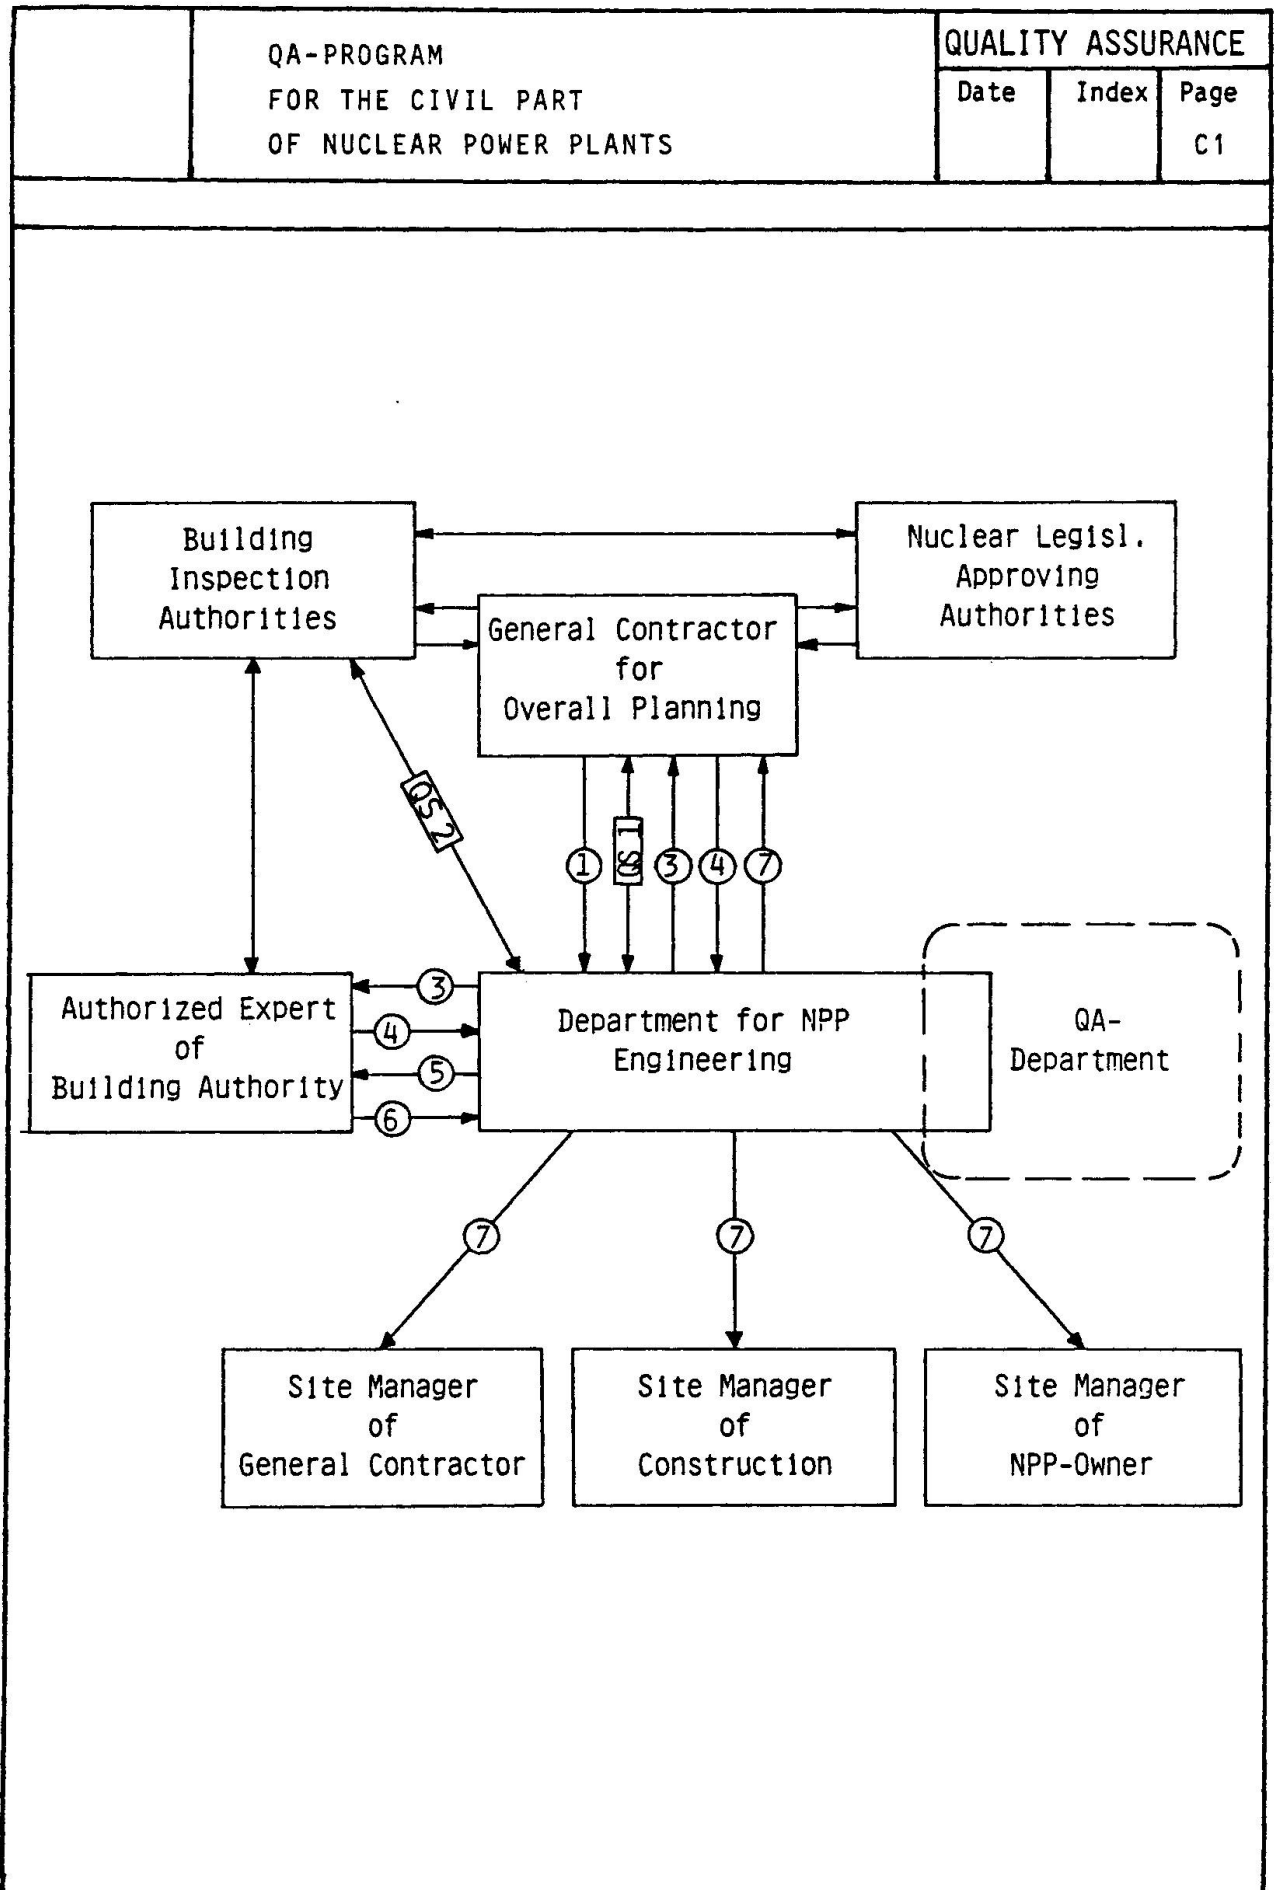 QA-PROGRAM
FOR THE CIVIL PART
OF NUCLEAR POWER PLANTS
QUALITY ASSURANCE
Date
Index
Page
C1
Building
Inspection
Authorities
Nuclear Legisl.
Approving
Authorities
General Contractor
for
Overall Planning
QS 2
1
QS 1
3
4
7
Authorized Expert
of
Building Authority
3
4
5
6
Department for NPP
Engineering
QA-
Department
7
7
7
Site Manager
of
General Contractor
Site Manager
of
Construction
Site Manager
of
NPP-Owner